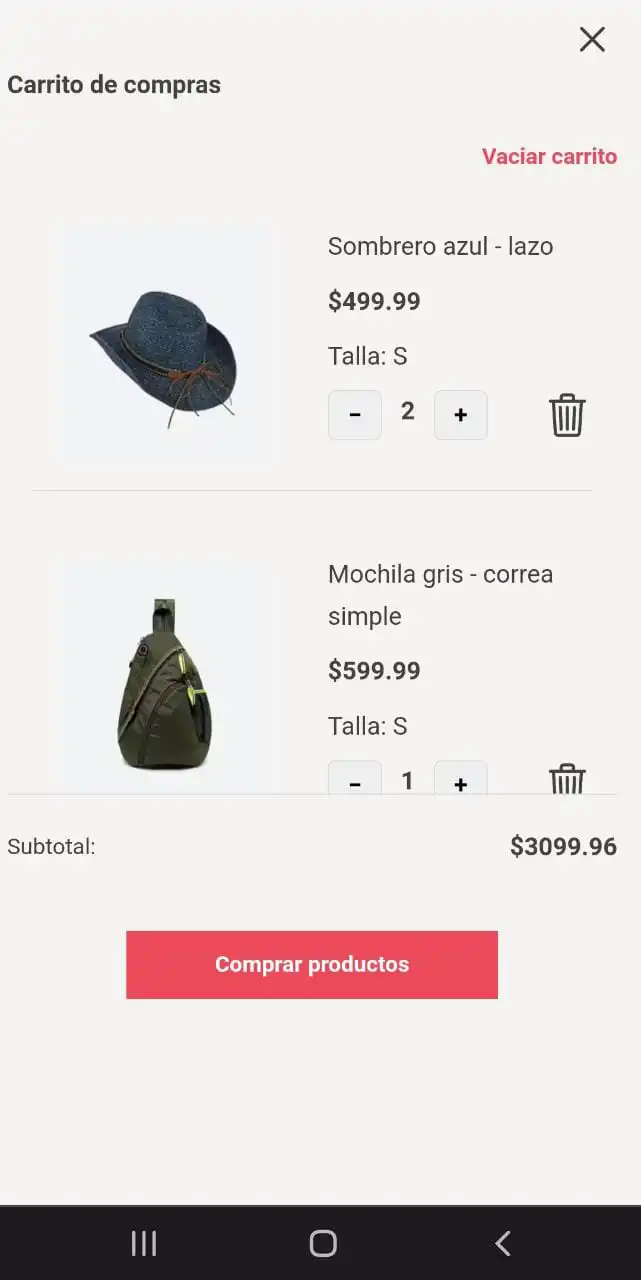 Carrito de compras
Vaciar carrito
Sombrero azul - lazo
$499.99
Talla: S
- 2 +
Mochila gris - correa
simple
$599.99
Talla: S
- 1 +
Subtotal: $3099.96
Comprar productos